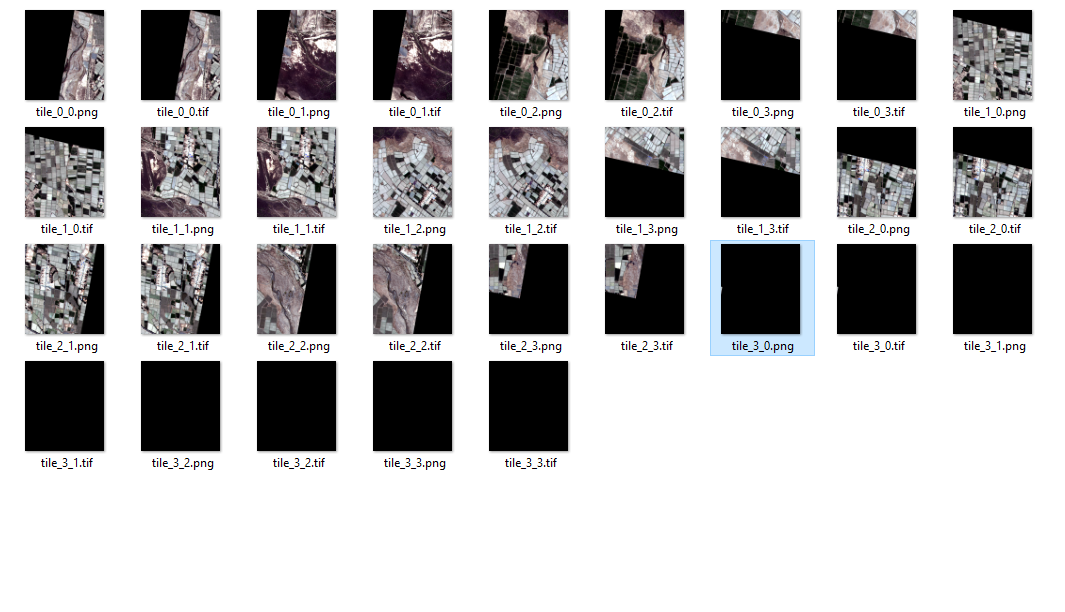 tile_0_0.png tile_0_0.tif tile_0_1.png tile_0_1.tif tile_0_2.png tile_0_2.tif tile_0_3.png tile_0_3.tif tile_1_0.png
tile_1_0.tif tile_1_1.png tile_1_1.tif tile_1_2.png tile_1_2.tif tile_1_3.png tile_1_3.tif tile_2_0.png tile_2_0.tif
tile_2_1.png tile_2_1.tif tile_2_2.png tile_2_2.tif tile_2_3.png tile_2_3.tif tile_3_0.png tile_3_0.tif tile_3_1.png
tile_3_1.tif tile_3_2.png tile_3_2.tif tile_3_3.png tile_3_3.tif